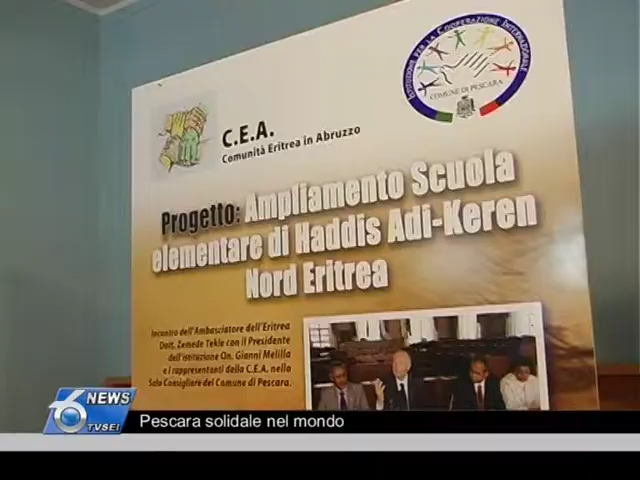 ISTITUZIONE PER LA COOPERAZIONE INTERNAZIONALE
COMUNE DI PESCARA
C.E.A.
Comunità Eritrea in Abruzzo
Progetto: Ampliamento Scuola
elementare di Haddis Adi-Keren
Nord Eritrea
Incontro dell'Ambasciatore dell'Eritrea
Dott. Zemede Tekle con il Presidente
dell'istituzione On. Gianni Melilla
e i rappresentanti della C.E.A. nella
Sala Consigliare del Comune di Pescara.
6 NEWS
TVSEI
Pescara solidale nel mondo